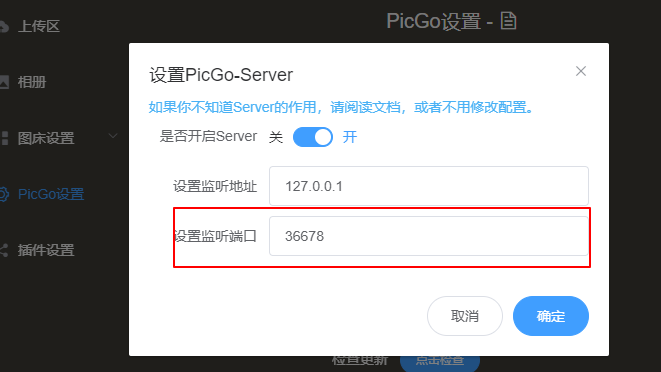 上传区
PicGo设置 -
设置PicGo-Server
相册
如果你不知道Server的作用，请阅读文档，或者不用修改配置。
图床设置
是否开启Server 关 开
PicGo设置
设置监听地址 127.0.0.1
设置监听端口 36678
插件设置
取消 确定
检查更新 点击检查